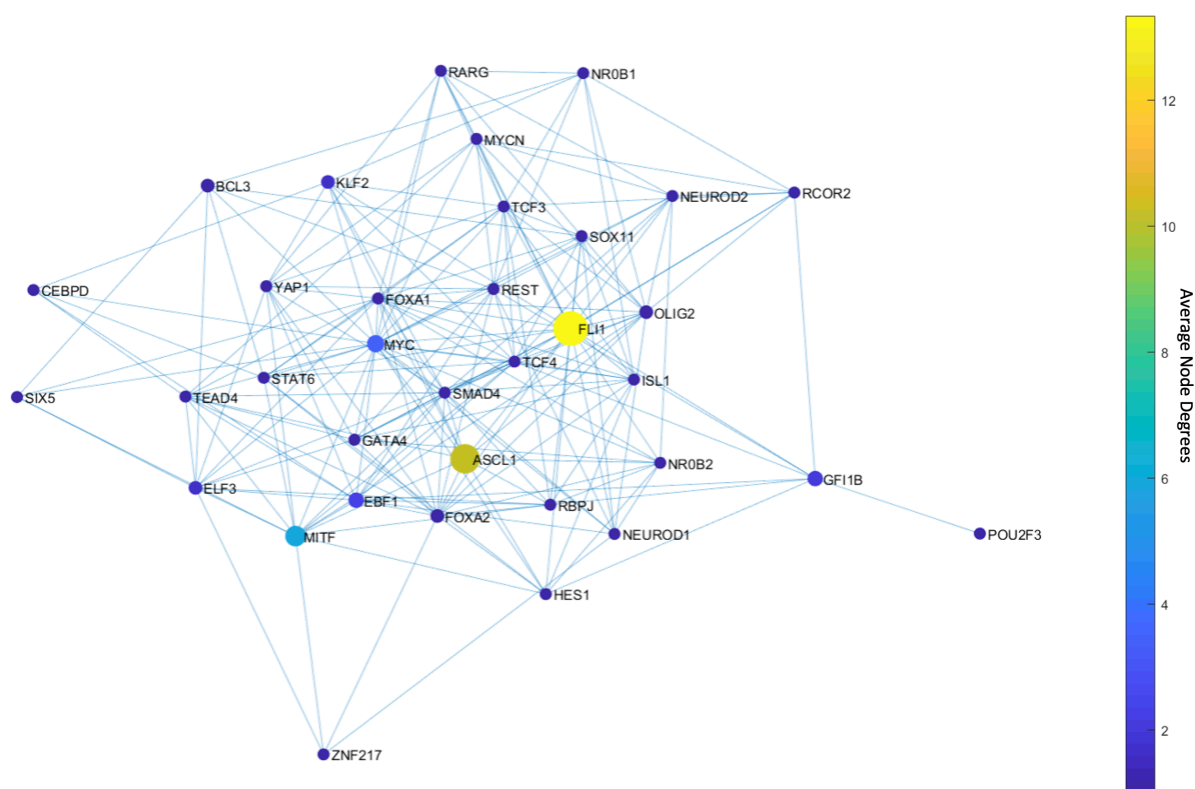 RARG
NR0B1
12
MYCN
BCL3
KLF2
NEUROD2
RCOR2
TCF3
10
SOX11
CEBPD
YAP1
REST
FOXA1
OLIG2
FLI1
MYC
8
TCF4
STAT6
ISL1
SIX5
TEAD4
SMAD4
Average Node Degrees
GATA4
ASCL1
NR0B2
6
GFI1B
ELF3
EBF1
RBPJ
FOXA2
MITF
NEUROD1
POU2F3
HES1
4
2
ZNF217